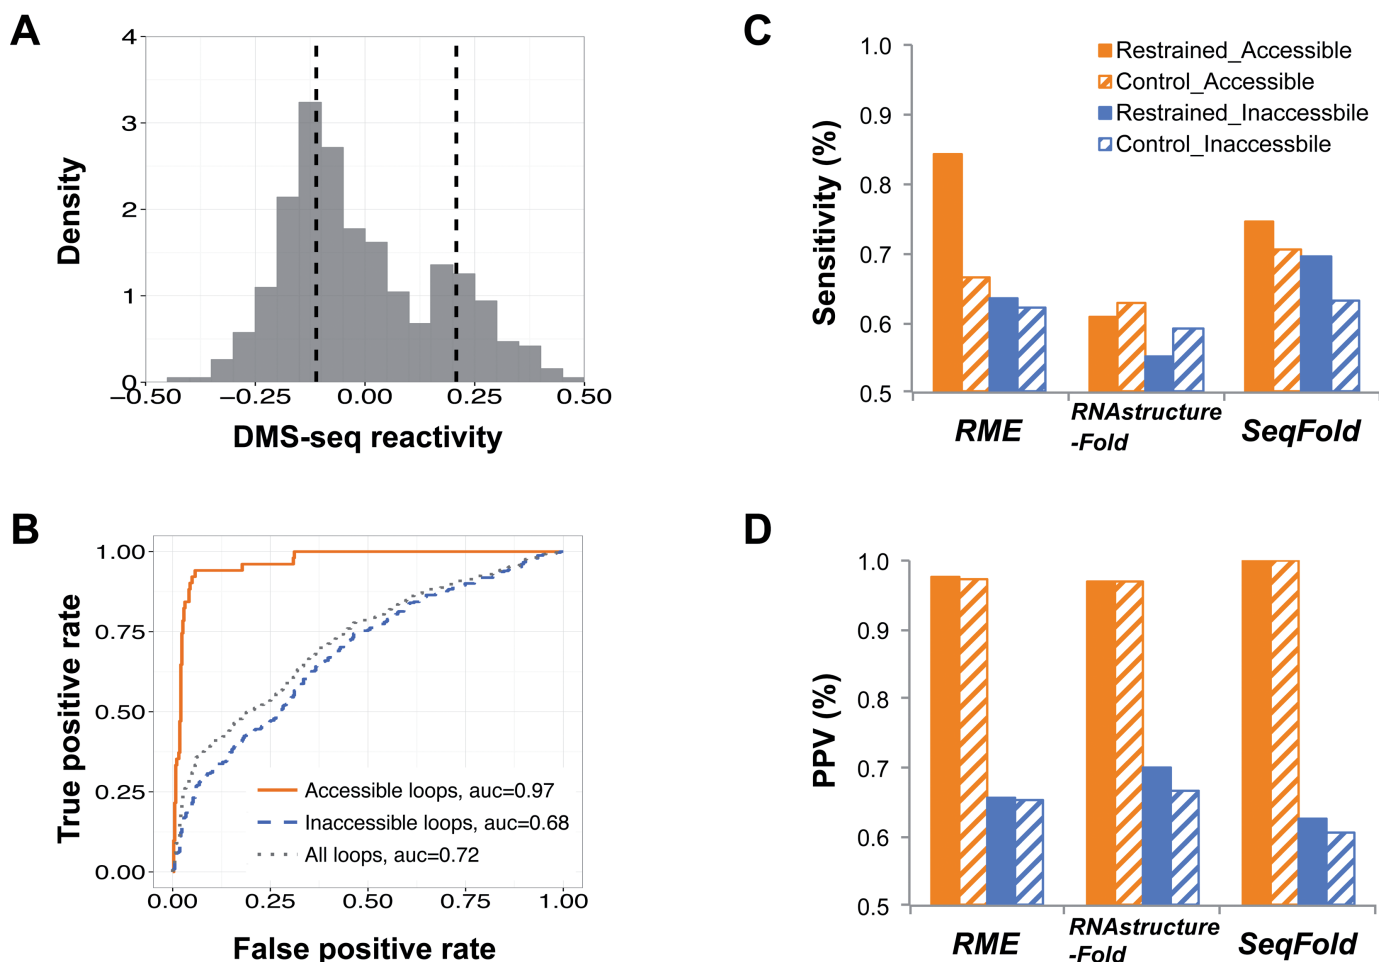 A
4
3
2
1
0
Density
−0.50
−0.25
0.00
0.25
0.50
DMS-seq reactivity
B
1.00
0.75
0.50
0.25
0.00
True positive rate
Accessible loops, auc=0.97
Inaccessible loops, auc=0.68
All loops, auc=0.72
0.00
0.25
0.50
0.75
1.00
False positive rate
C
1.0
0.9
0.8
0.7
0.6
0.5
Sensitivity (%)
Restrained_Accessible
Control_Accessible
Restrained_Inaccessbile
Control_Inaccessbile
RME
RNAstructure
-Fold
SeqFold
D
1.0
0.9
0.8
0.7
0.6
0.5
PPV (%)
RME
RNAstructure
-Fold
SeqFold